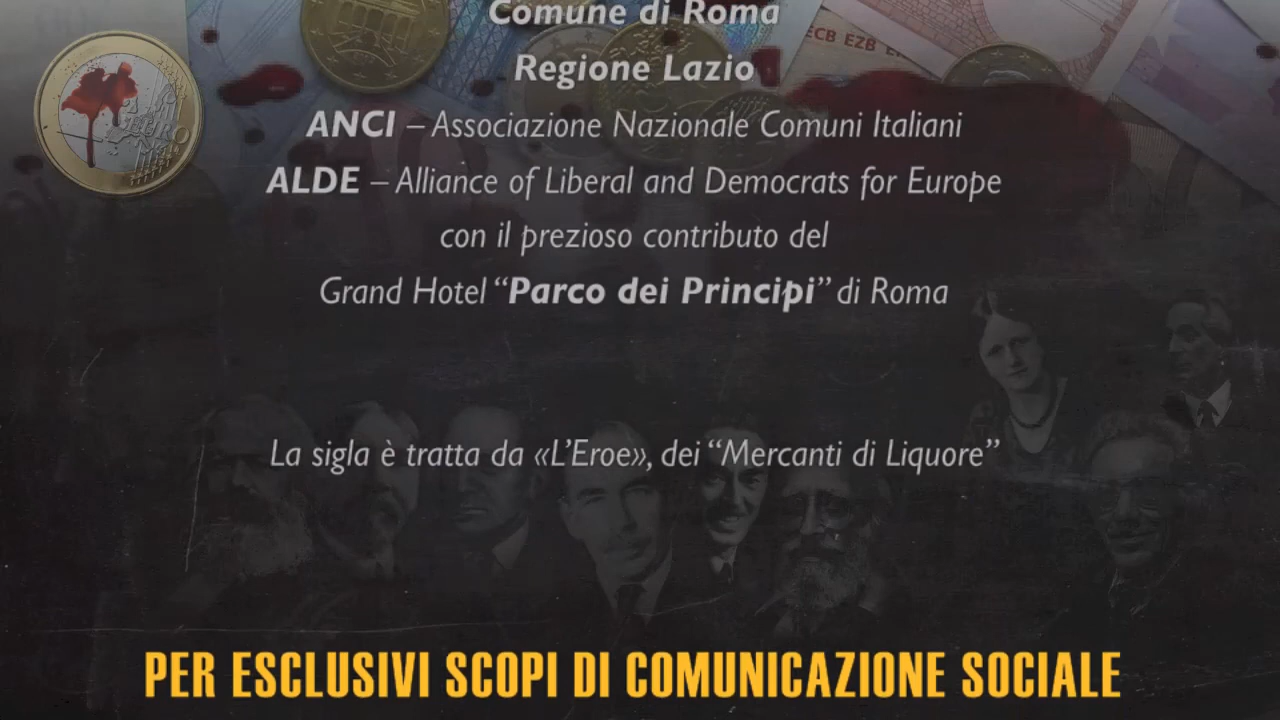 Comune di Roma
Regione Lazio
ANCI – Associazione Nazionale Comuni Italiani
ALDE – Alliance of Liberal and Democrats for Europe
con il prezioso contributo del
Grand Hotel “Parco dei Principi” di Roma
La sigla è tratta da «L’Eroe», dei “Mercanti di Liquore”
PER ESCLUSIVI SCOPI DI COMUNICAZIONE SOCIALE
ECB EZB